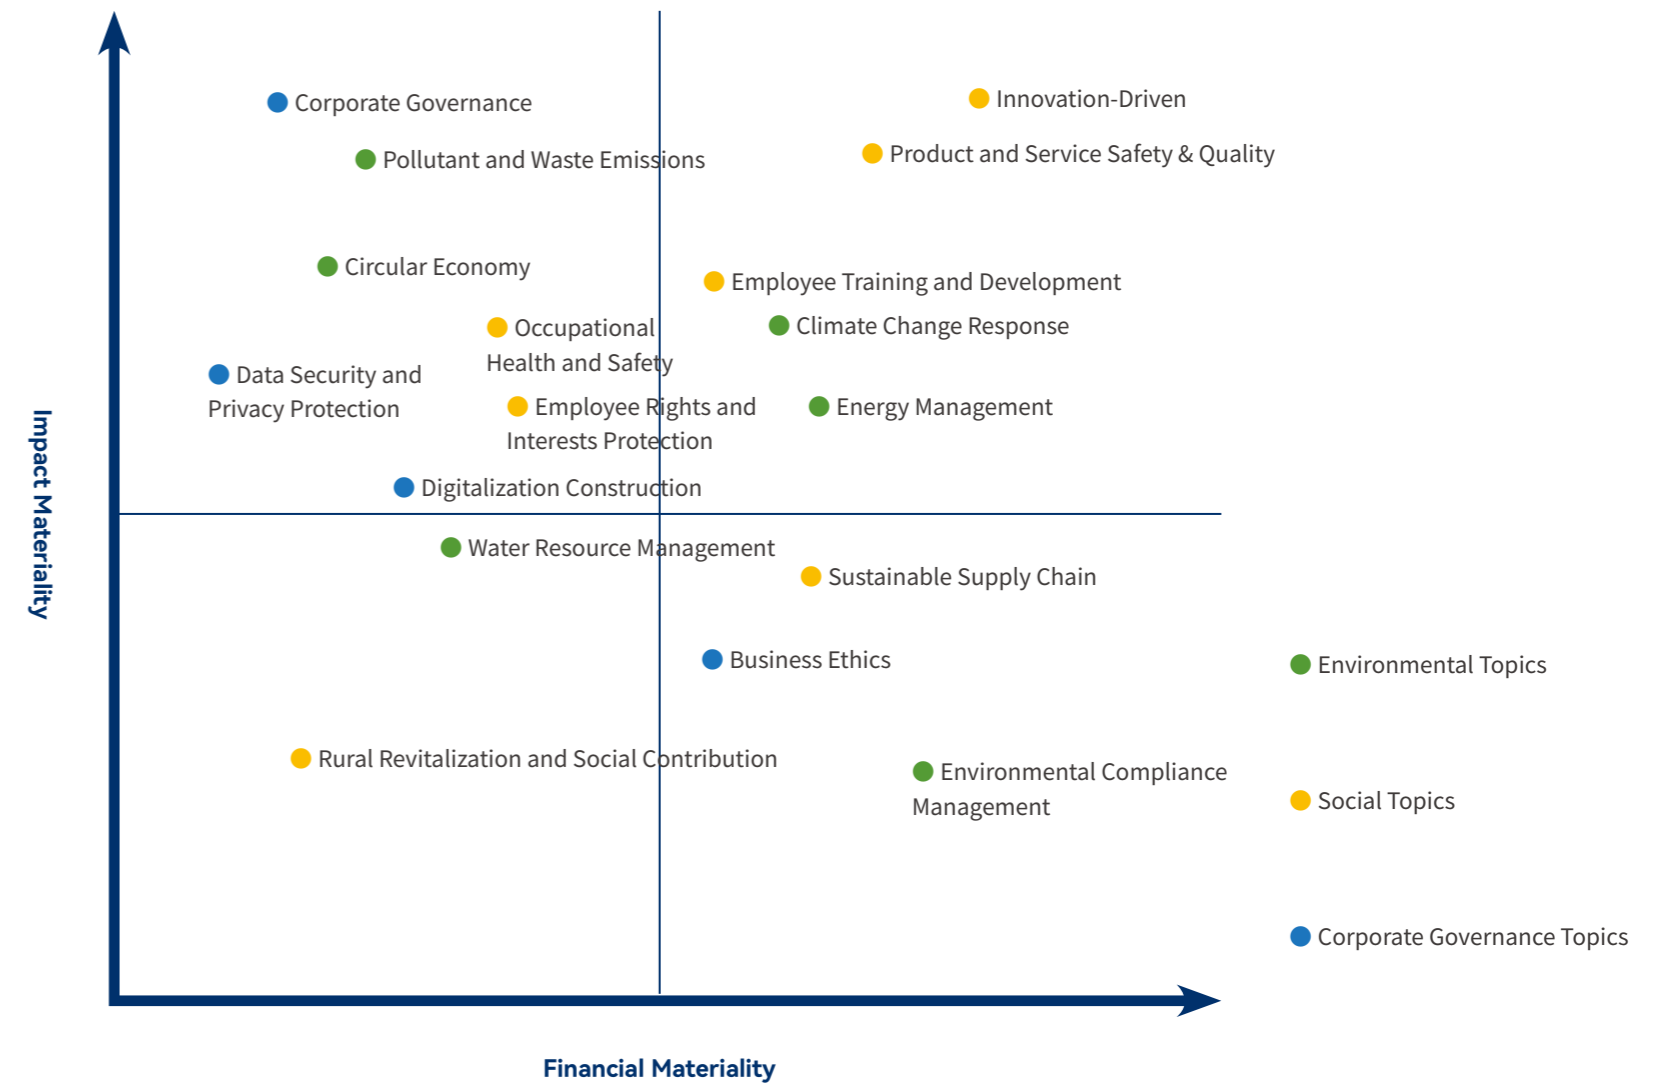 Corporate Governance
Innovation-Driven
Pollutant and Waste Emissions
Product and Service Safety & Quality
Circular Economy
Employee Training and Development
Occupational
Health and Safety
Climate Change Response
Data Security and
Privacy Protection
Employee Rights and
Interests Protection
Energy Management
Digitalization Construction
Impact Materiality
Water Resource Management
Sustainable Supply Chain
Business Ethics
Environmental Topics
Rural Revitalization and Social Contribution
Environmental Compliance
Management
Social Topics
Corporate Governance Topics
Financial Materiality